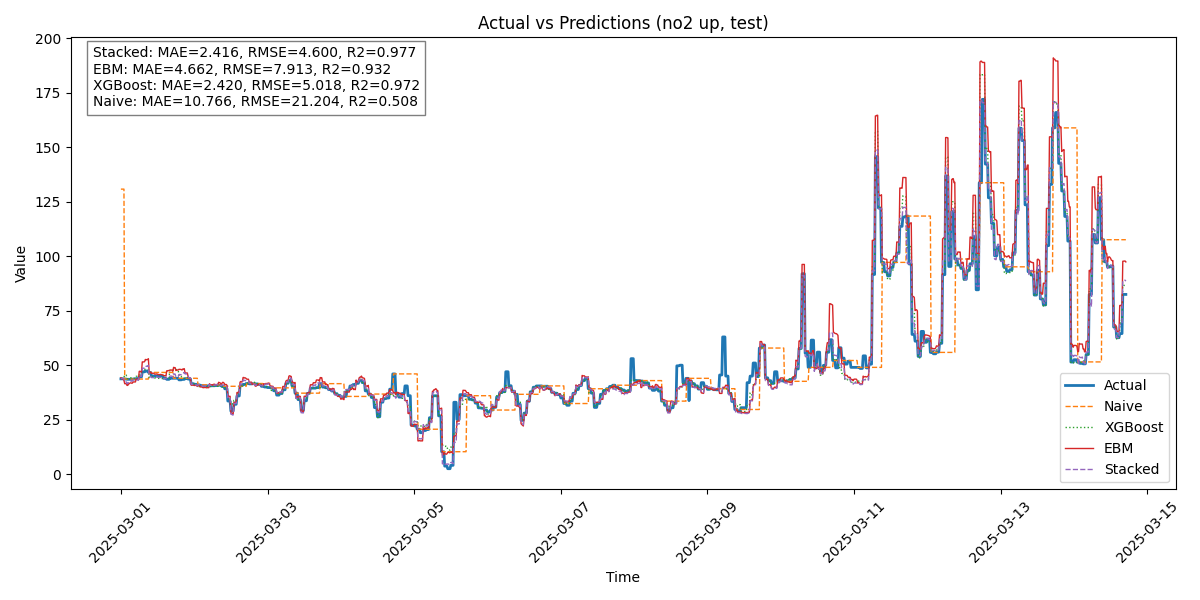 Actual vs Predictions (no2 up, test)
Stacked: MAE=2.416, RMSE=4.600, R2=0.977
EBM: MAE=4.662, RMSE=7.913, R2=0.932
XGBoost: MAE=2.420, RMSE=5.018, R2=0.972
Naive: MAE=10.766, RMSE=21.204, R2=0.508
Value
200
175
150
125
100
75
50
25
0
Actual
Naive
XGBoost
EBM
Stacked
2025-03-01
2025-03-03
2025-03-05
2025-03-07
2025-03-09
2025-03-11
2025-03-13
2025-03-15
Time